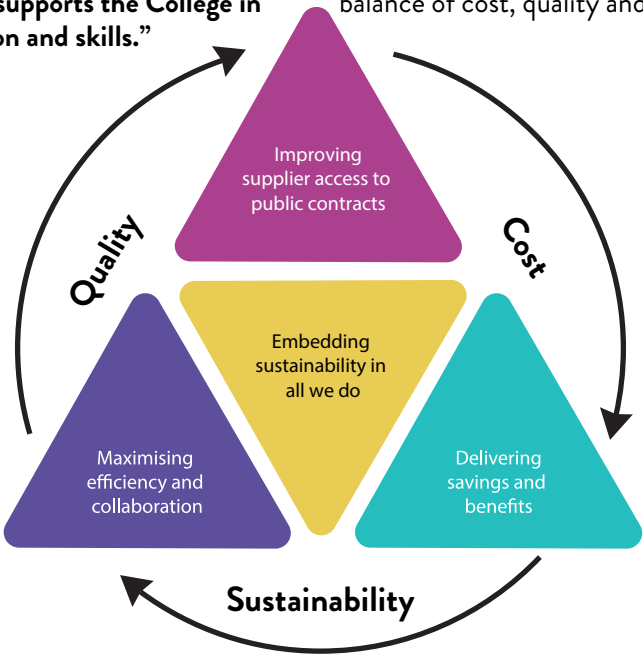 supports the College in
on and skills.”
balance of cost, quality and
Improving
supplier access to
public contracts
Quality
Cost
Embedding
sustainability in
all we do
Maximising
efficiency and
collaboration
Delivering
savings and
benefits
Sustainability